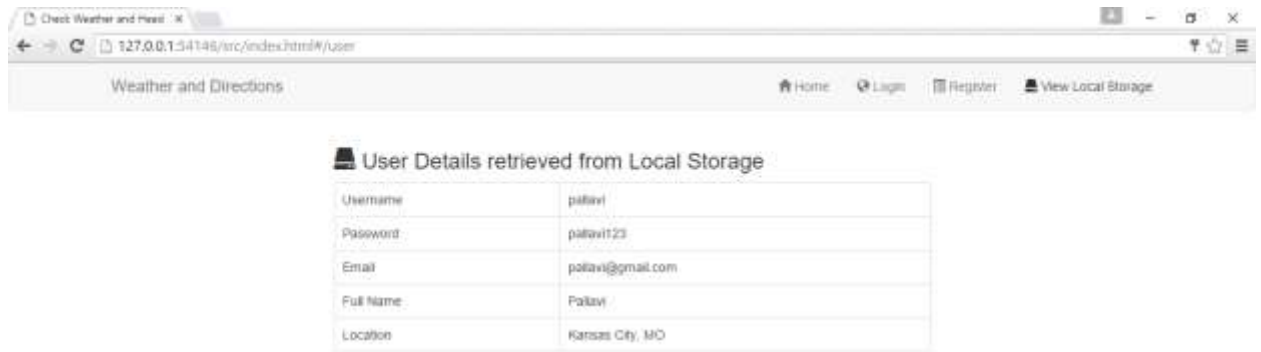 Check Weather and Head
127.0.0.1:54146/src/index.html#/user
Weather and Directions Home Login Register View Local Storage
User Details retrieved from Local Storage
Username pallavi
Password pallavi123
Email pallavi@gmail.com
Full Name Pallavi
Location Kansas City, MO